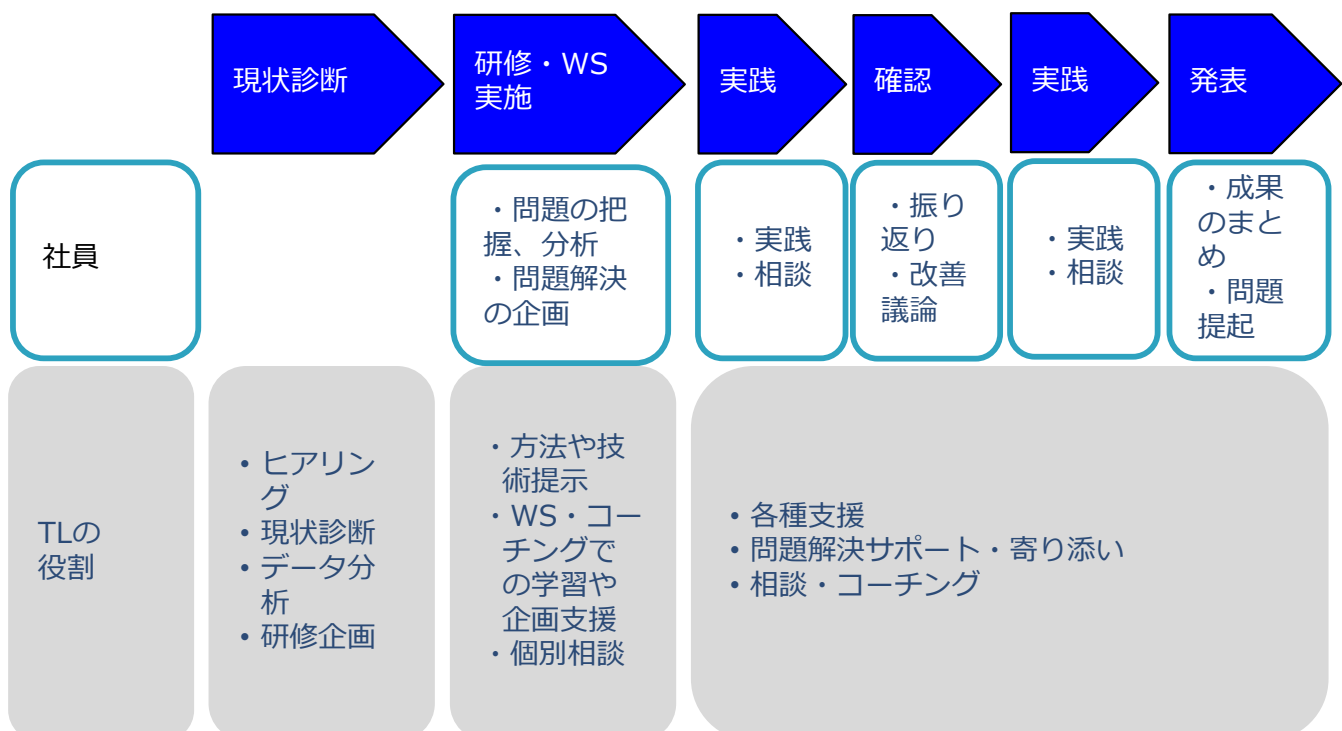 現状診断
研修・WS
実施
実践
確認
実践
発表
社員
・問題の把
握、分析
・問題解決
の企画
・実践
・相談
・振り
返り
・改善
議論
・実践
・相談
・成果
のまと
め
・問題
提起
TLの
役割
• ヒアリン
グ
• 現状診断
• データ分
析
• 研修企画
・方法や技
術提示
・WS・コー
チングで
の学習や
企画支援
・個別相談
• 各種支援
• 問題解決サポート・寄り添い
• 相談・コーチング